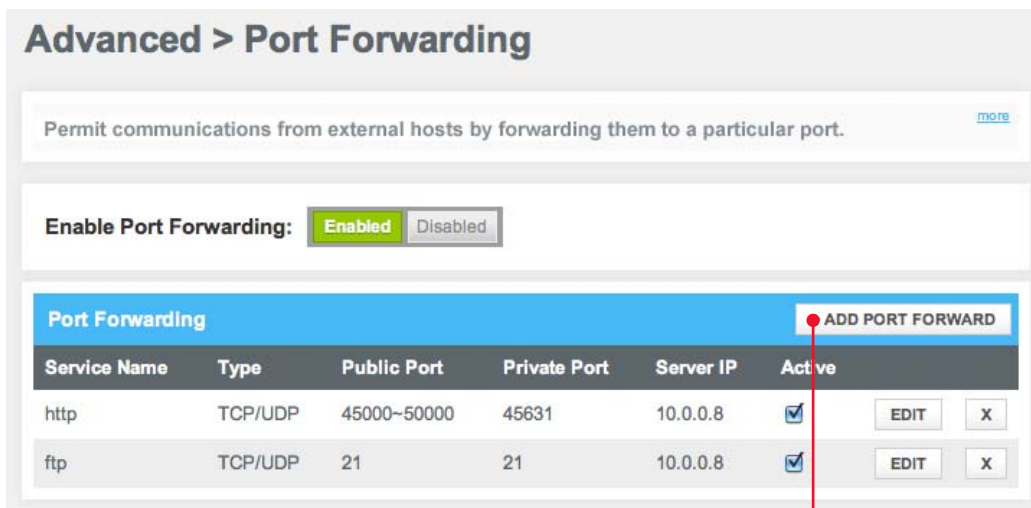 Advanced > Port Forwarding
Permit communications from external hosts by forwarding them to a particular port. more
Enable Port Forwarding: Enabled Disabled
Port Forwarding ADD PORT FORWARD
Service Name Type Public Port Private Port Server IP Active
http TCP/UDP 45000~50000 45631 10.0.0.8 EDIT X
ftp TCP/UDP 21 21 10.0.0.8 EDIT X